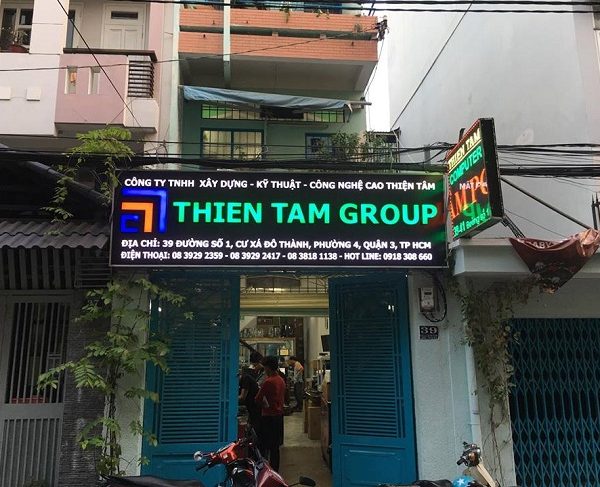 CÔNG TY TNHH XÂY DỰNG - KỸ THUẬT - CÔNG NGHỆ CAO THIỆN TÂM
THIEN TAM GROUP
ĐỊA CHỈ: 39 ĐƯỜNG SỐ 1, CƯ XÁ ĐÔ THÀNH, PHƯỜNG 4, QUẬN 3, TP HCM
ĐIỆN THOẠI: 08 3929 2359 - 08 3929 2417 - 08 3818 1138 - HOT LINE: 0918 308 660
THIEN TAM
COMPUTER
39